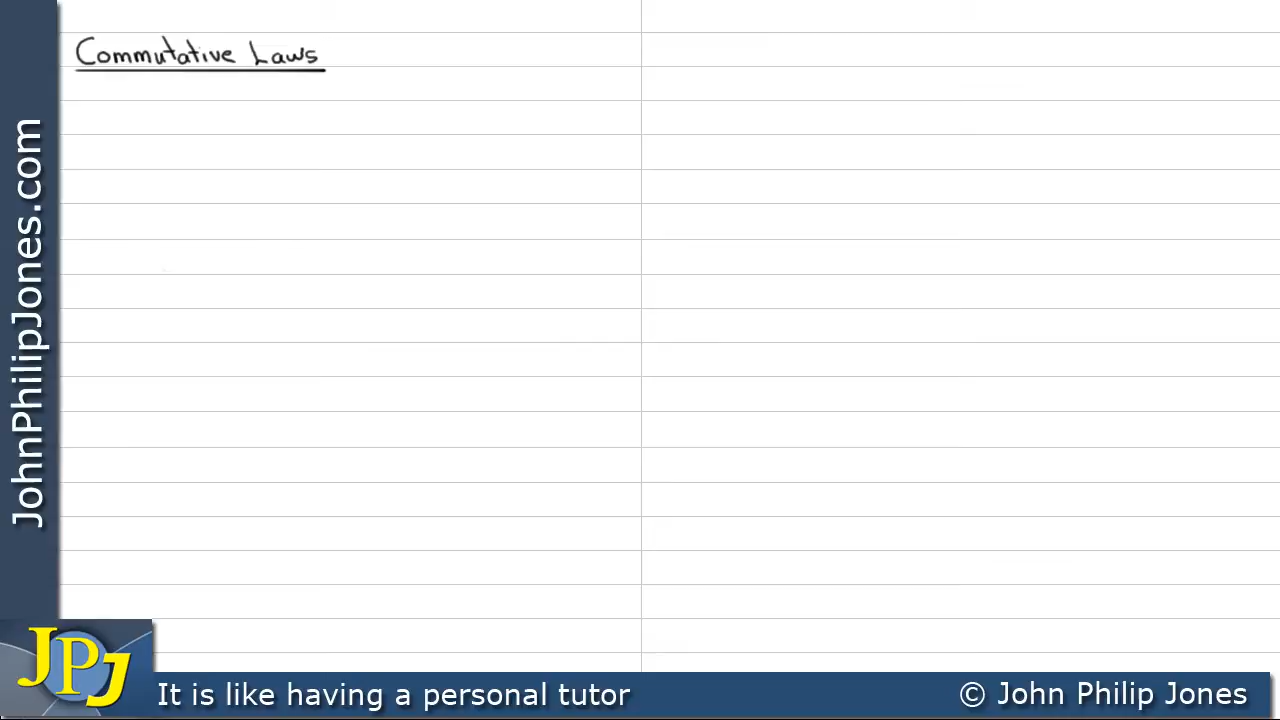 Commutative Laws
JohnPhilipJones.com
JPJ
It is like having a personal tutor
© John Philip Jones